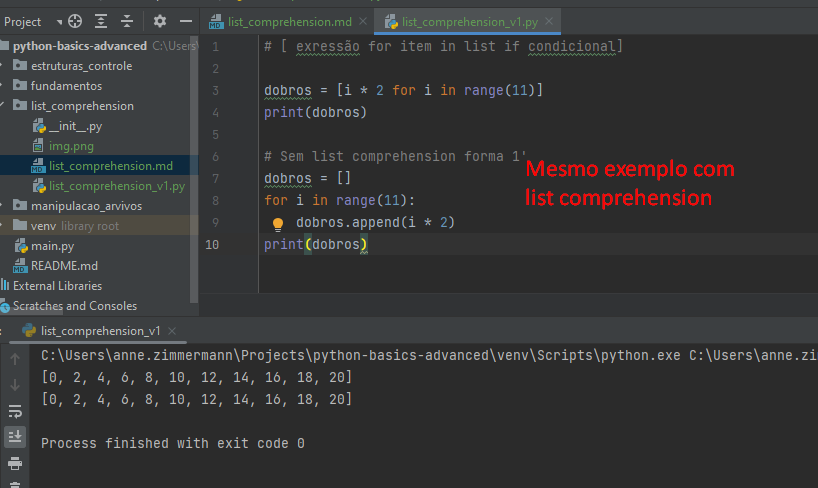 Project
list_comprehension.md
list_comprehension_v1.py
python-basics-advanced C:\Users\
estruturas_controle
fundamentos
list_comprehension
__init__.py
img.png
list_comprehension.md
list_comprehension_v1.py
manipulacao_arvivos
venv library root
main.py
README.md
External Libraries
Scratches and Consoles
1 # [ exressão for item in list if condicional]
2
3 dobros = [i * 2 for i in range(11)]
4 print(dobros)
5
6 # Sem list comprehension forma 1'
7 dobros = []
8 for i in range(11):
9 dobros.append(i * 2)
10 print(dobros)
Mesmo exemplo com
list comprehension
: list_comprehension_v1
C:\Users\anne.zimmermann\Projects\python-basics-advanced\venv\Scripts\python.exe C:\Users\anne.zi
[0, 2, 4, 6, 8, 10, 12, 14, 16, 18, 20]
[0, 2, 4, 6, 8, 10, 12, 14, 16, 18, 20]
Process finished with exit code 0